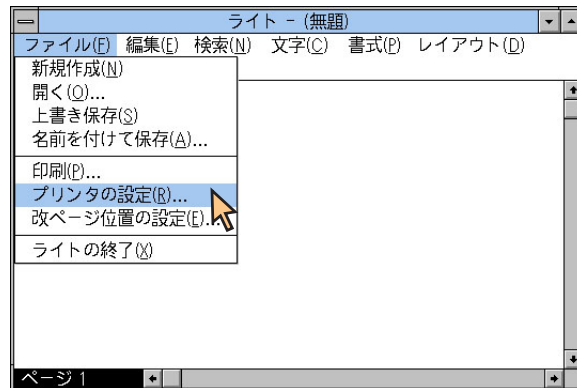 ライト - (無題)
ファイル(F) 編集(E) 検索(N) 文字(C) 書式(P) レイアウト(D)
新規作成(N)
開く(O)...
上書き保存(S)
名前を付けて保存(A)...
印刷(P)...
プリンタの設定(R)...
改ページ位置の設定(E)...
ライトの終了(X)
ページ 1